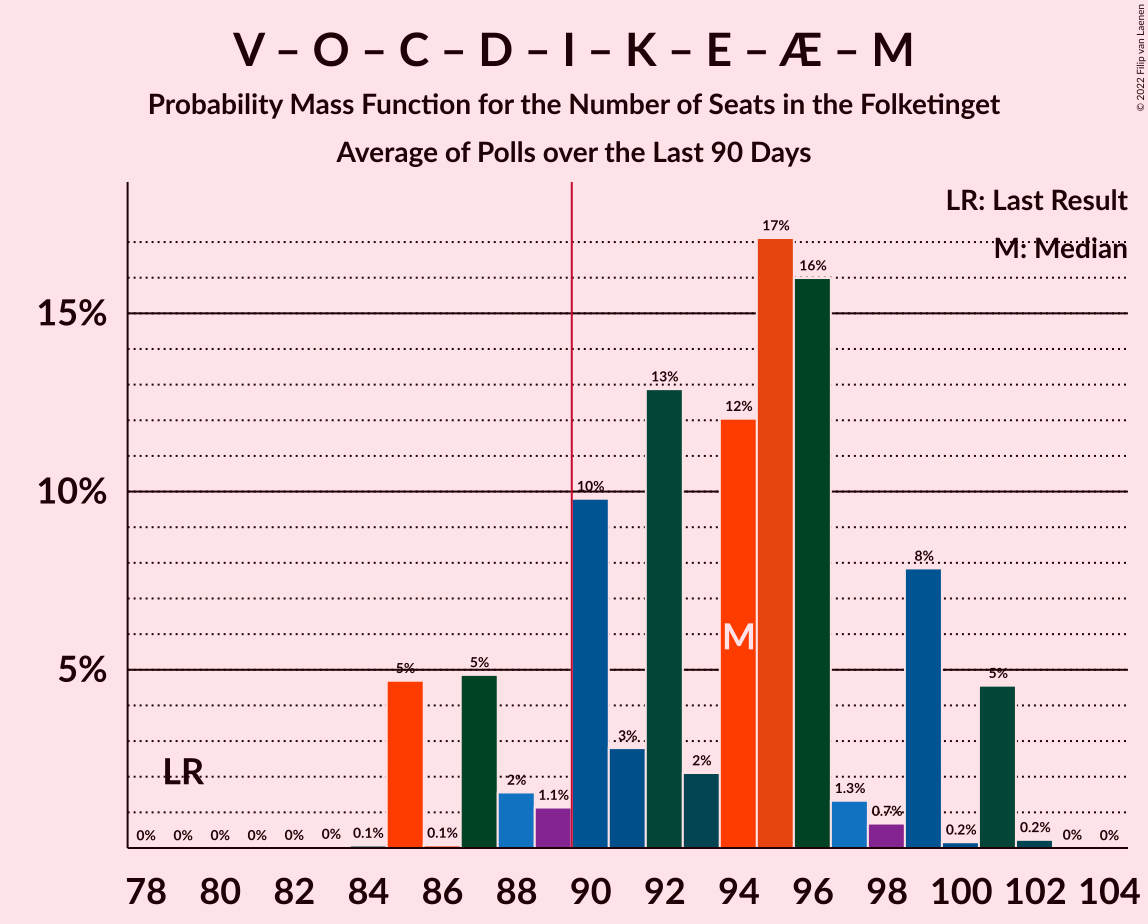 V – O – C – D – I – K – E – Æ – M
Probability Mass Function for the Number of Seats in the Folketinget
Average of Polls over the Last 90 Days
© 2022 Filip van Laenen
LR: Last Result
M: Median
15%
10%
5%
LR
M
0% 0% 0% 0% 0% 0% 0.1% 5% 0.1% 5% 2% 1.1% 10% 3% 13% 2% 12% 17% 16% 1.3% 0.7% 8% 0.2% 5% 0.2% 0% 0%
78 80 82 84 86 88 90 92 94 96 98 100 102 104